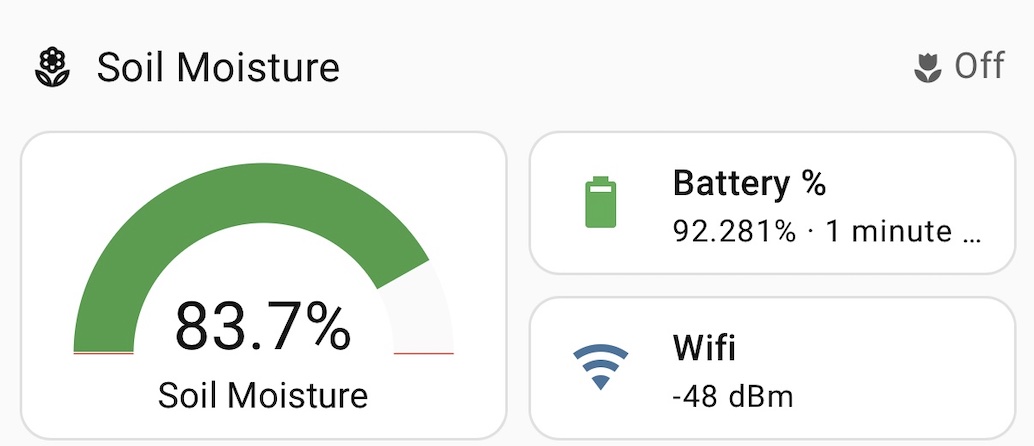 Soil Moisture
Off
83.7%
Soil Moisture
Battery %
92.281% · 1 minute …
Wifi
-48 dBm